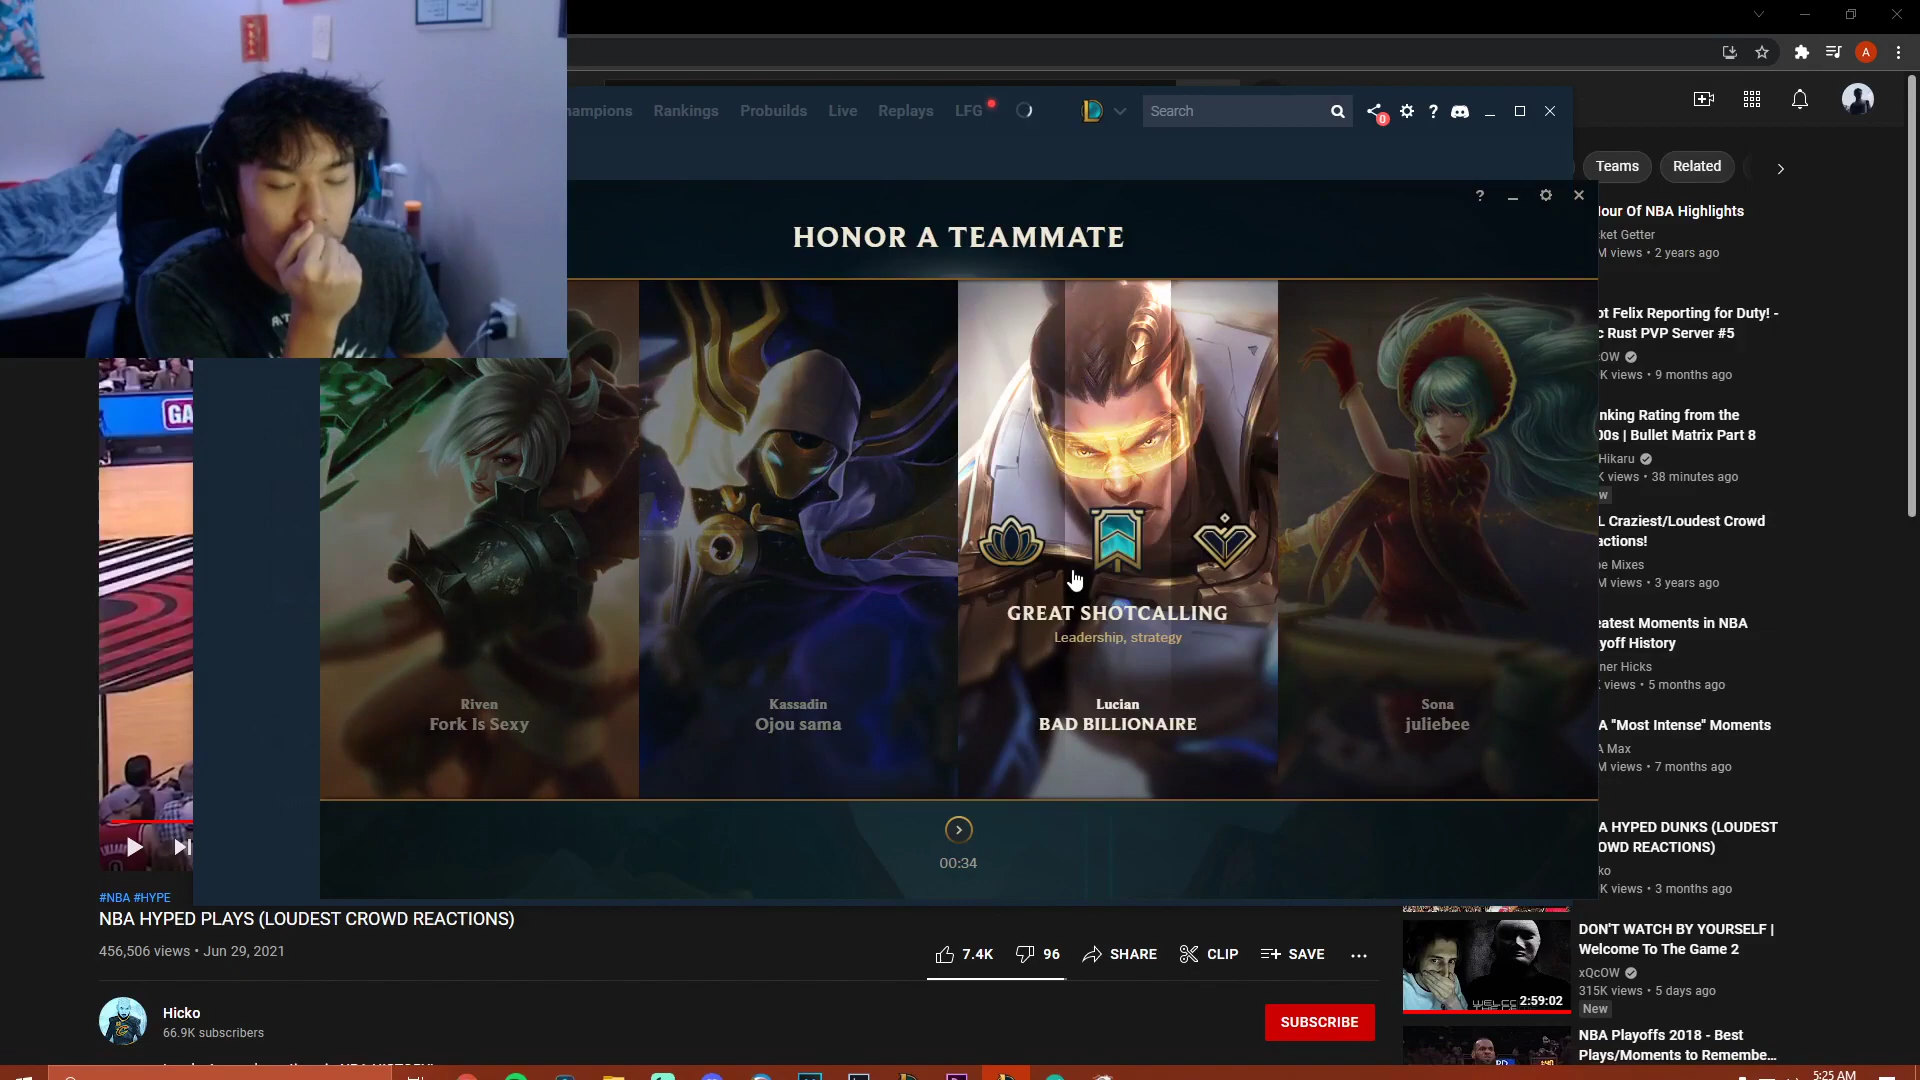 A
hampions Rankings Probuilds Live Replays LFG
Search
0
?
Teams Related
?
HONOR A TEAMMATE
GREAT SHOTCALLING
Leadership, strategy
Riven
Fork Is Sexy
Kassadin
Ojou sama
Lucian
BAD BILLIONAIRE
Sona
juliebee
00:34
GA
#NBA #HYPE
NBA HYPED PLAYS (LOUDEST CROWD REACTIONS)
456,506 views • Jun 29, 2021
7.4K 96 SHARE CLIP SAVE
Hicko
66.9K subscribers
SUBSCRIBE
our Of NBA Highlights
cket Getter
M views • 2 years ago
ot Felix Reporting for Duty! -
c Rust PVP Server #5
cOW
K views • 9 months ago
nking Rating from the
00s | Bullet Matrix Part 8
Hikaru
K views • 38 minutes ago
w
L Craziest/Loudest Crowd
actions!
be Mixes
M views • 3 years ago
eatest Moments in NBA
yoff History
ner Hicks
views • 5 months ago
A "Most Intense" Moments
A Max
M views • 7 months ago
A HYPED DUNKS (LOUDEST
OWD REACTIONS)
ko
K views • 3 months ago
DON'T WATCH BY YOURSELF |
Welcome To The Game 2
xQcOW
315K views • 5 days ago
New
2:59:02
NBA Playoffs 2018 - Best
Plays/Moments to Remembe...
5:25 AM